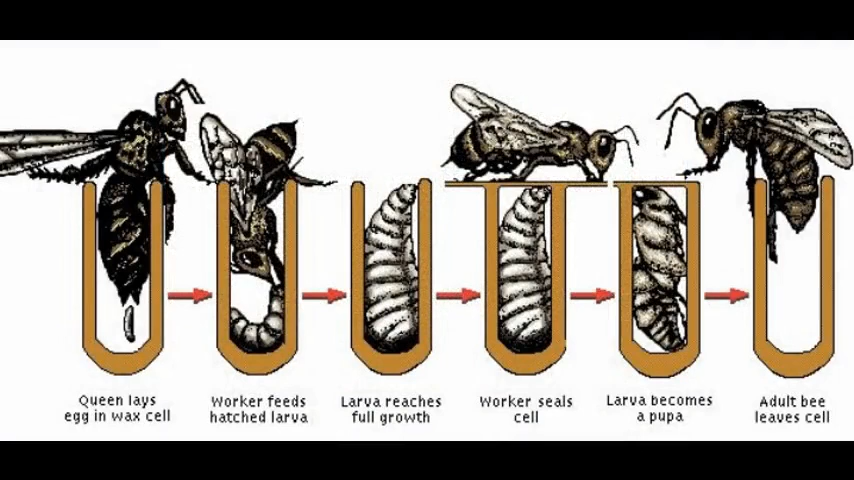 Queen lays
egg in wax cell
Worker feeds
hatched larva
Larva reaches
full growth
Worker seals
cell
Larva becomes
a pupa
Adult bee
leaves cell